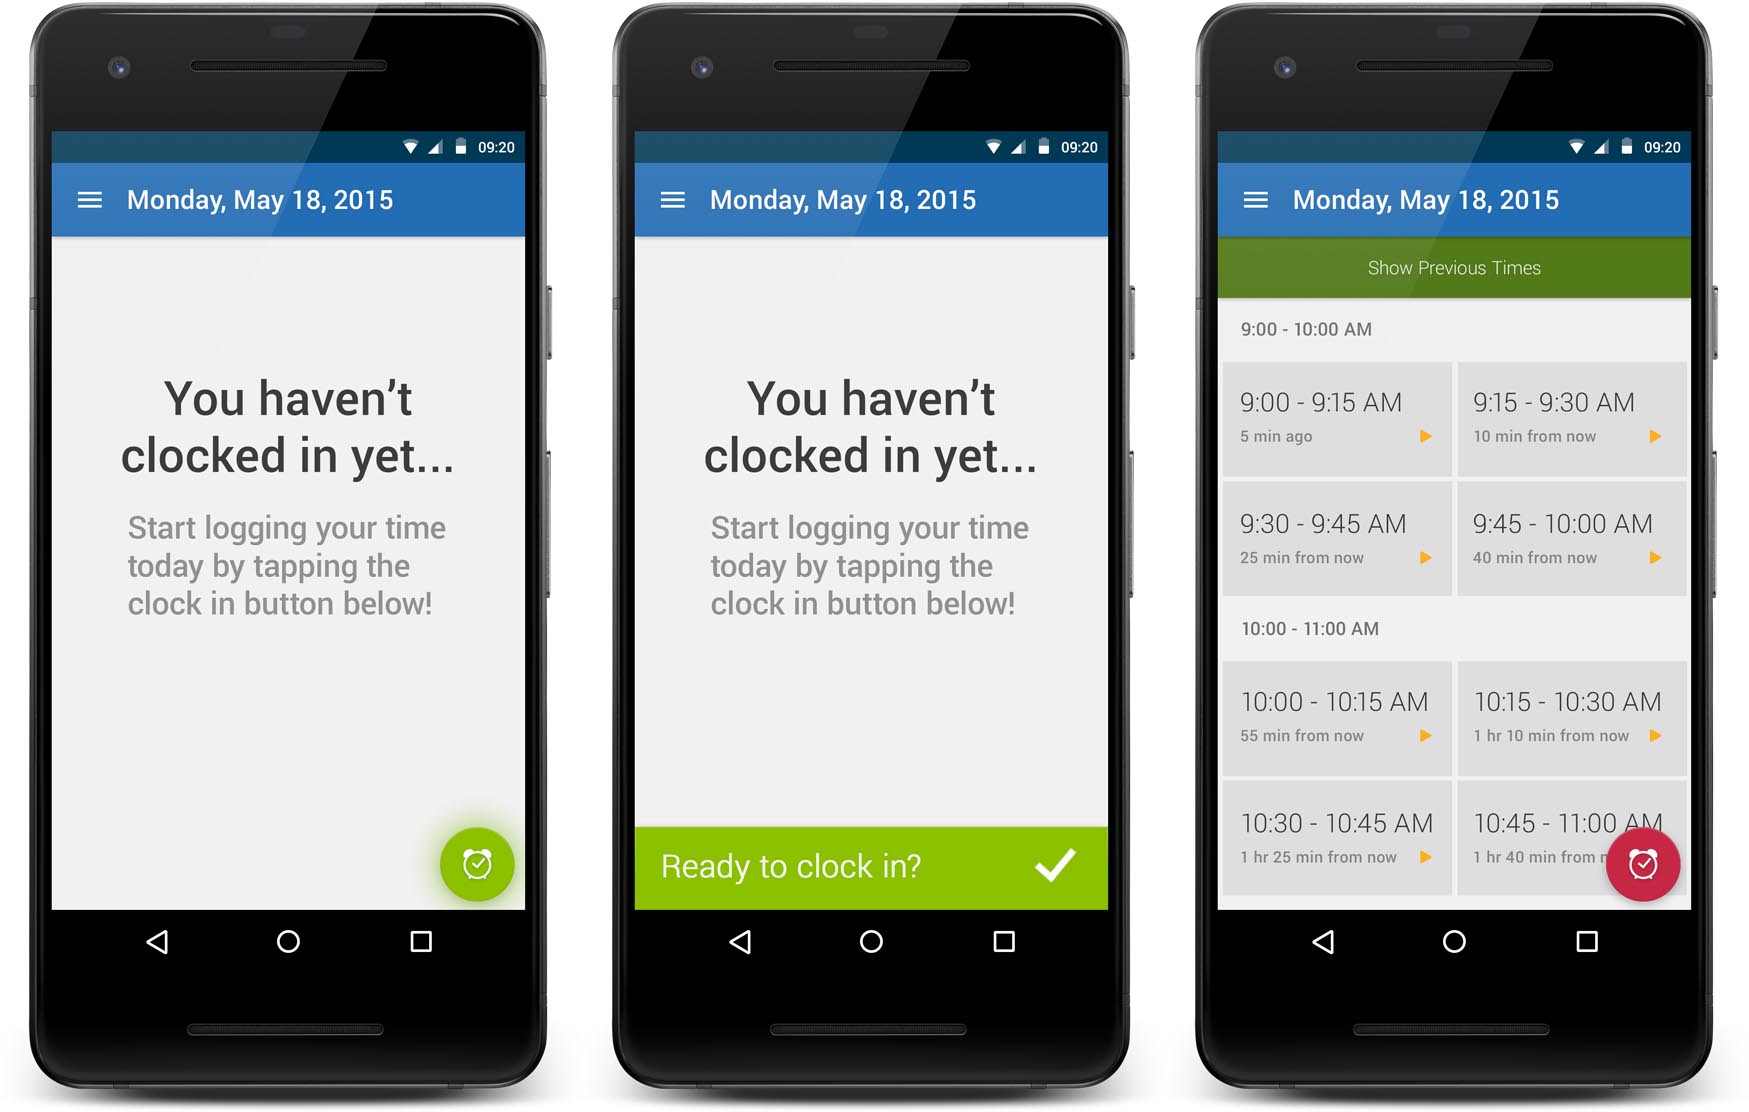 09:20
Monday, May 18, 2015
You haven't
clocked in yet...
Start logging your time
today by tapping the
clock in button below!
09:20
Monday, May 18, 2015
You haven't
clocked in yet...
Start logging your time
today by tapping the
clock in button below!
Ready to clock in?
09:20
Monday, May 18, 2015
Show Previous Times
9:00 - 10:00 AM
9:00 - 9:15 AM
5 min ago
9:15 - 9:30 AM
10 min from now
9:30 - 9:45 AM
25 min from now
9:45 - 10:00 AM
40 min from now
10:00 - 11:00 AM
10:00 - 10:15 AM
55 min from now
10:15 - 10:30 AM
1 hr 10 min from now
10:30 - 10:45 AM
1 hr 25 min from now
10:45 - 11:00 AM
1 hr 40 min from